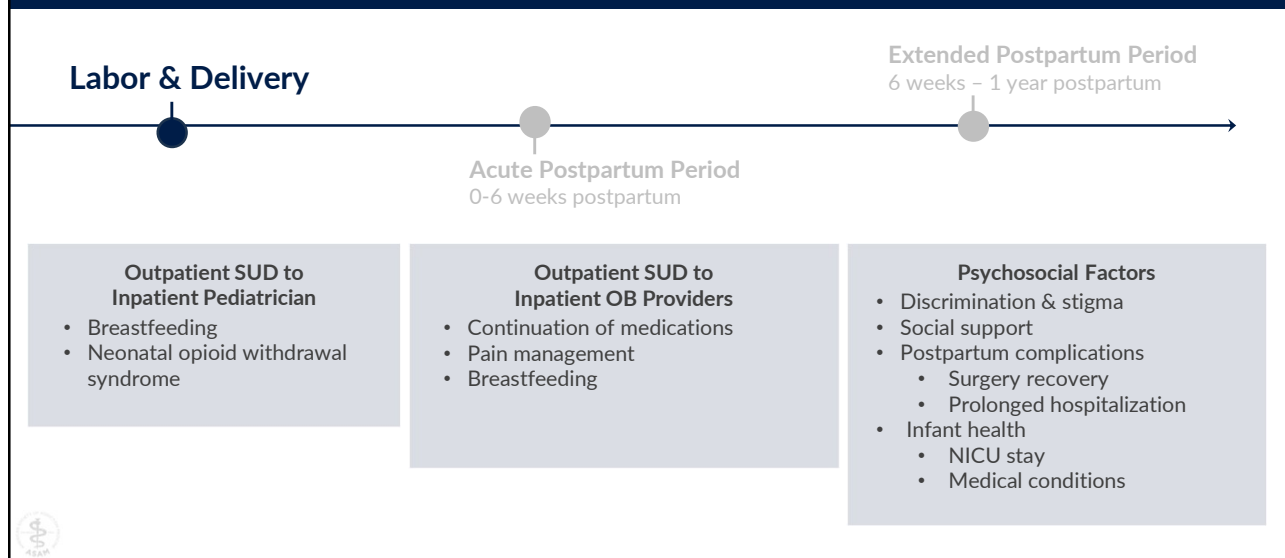 Labor & Delivery
Extended Postpartum Period
6 weeks – 1 year postpartum
Acute Postpartum Period
0-6 weeks postpartum
Outpatient SUD to
Inpatient Pediatrician
• Breastfeeding
• Neonatal opioid withdrawal
syndrome
Outpatient SUD to
Inpatient OB Providers
• Continuation of medications
• Pain management
• Breastfeeding
Psychosocial Factors
• Discrimination & stigma
• Social support
• Postpartum complications
• Surgery recovery
• Prolonged hospitalization
• Infant health
• NICU stay
• Medical conditions
ASAM